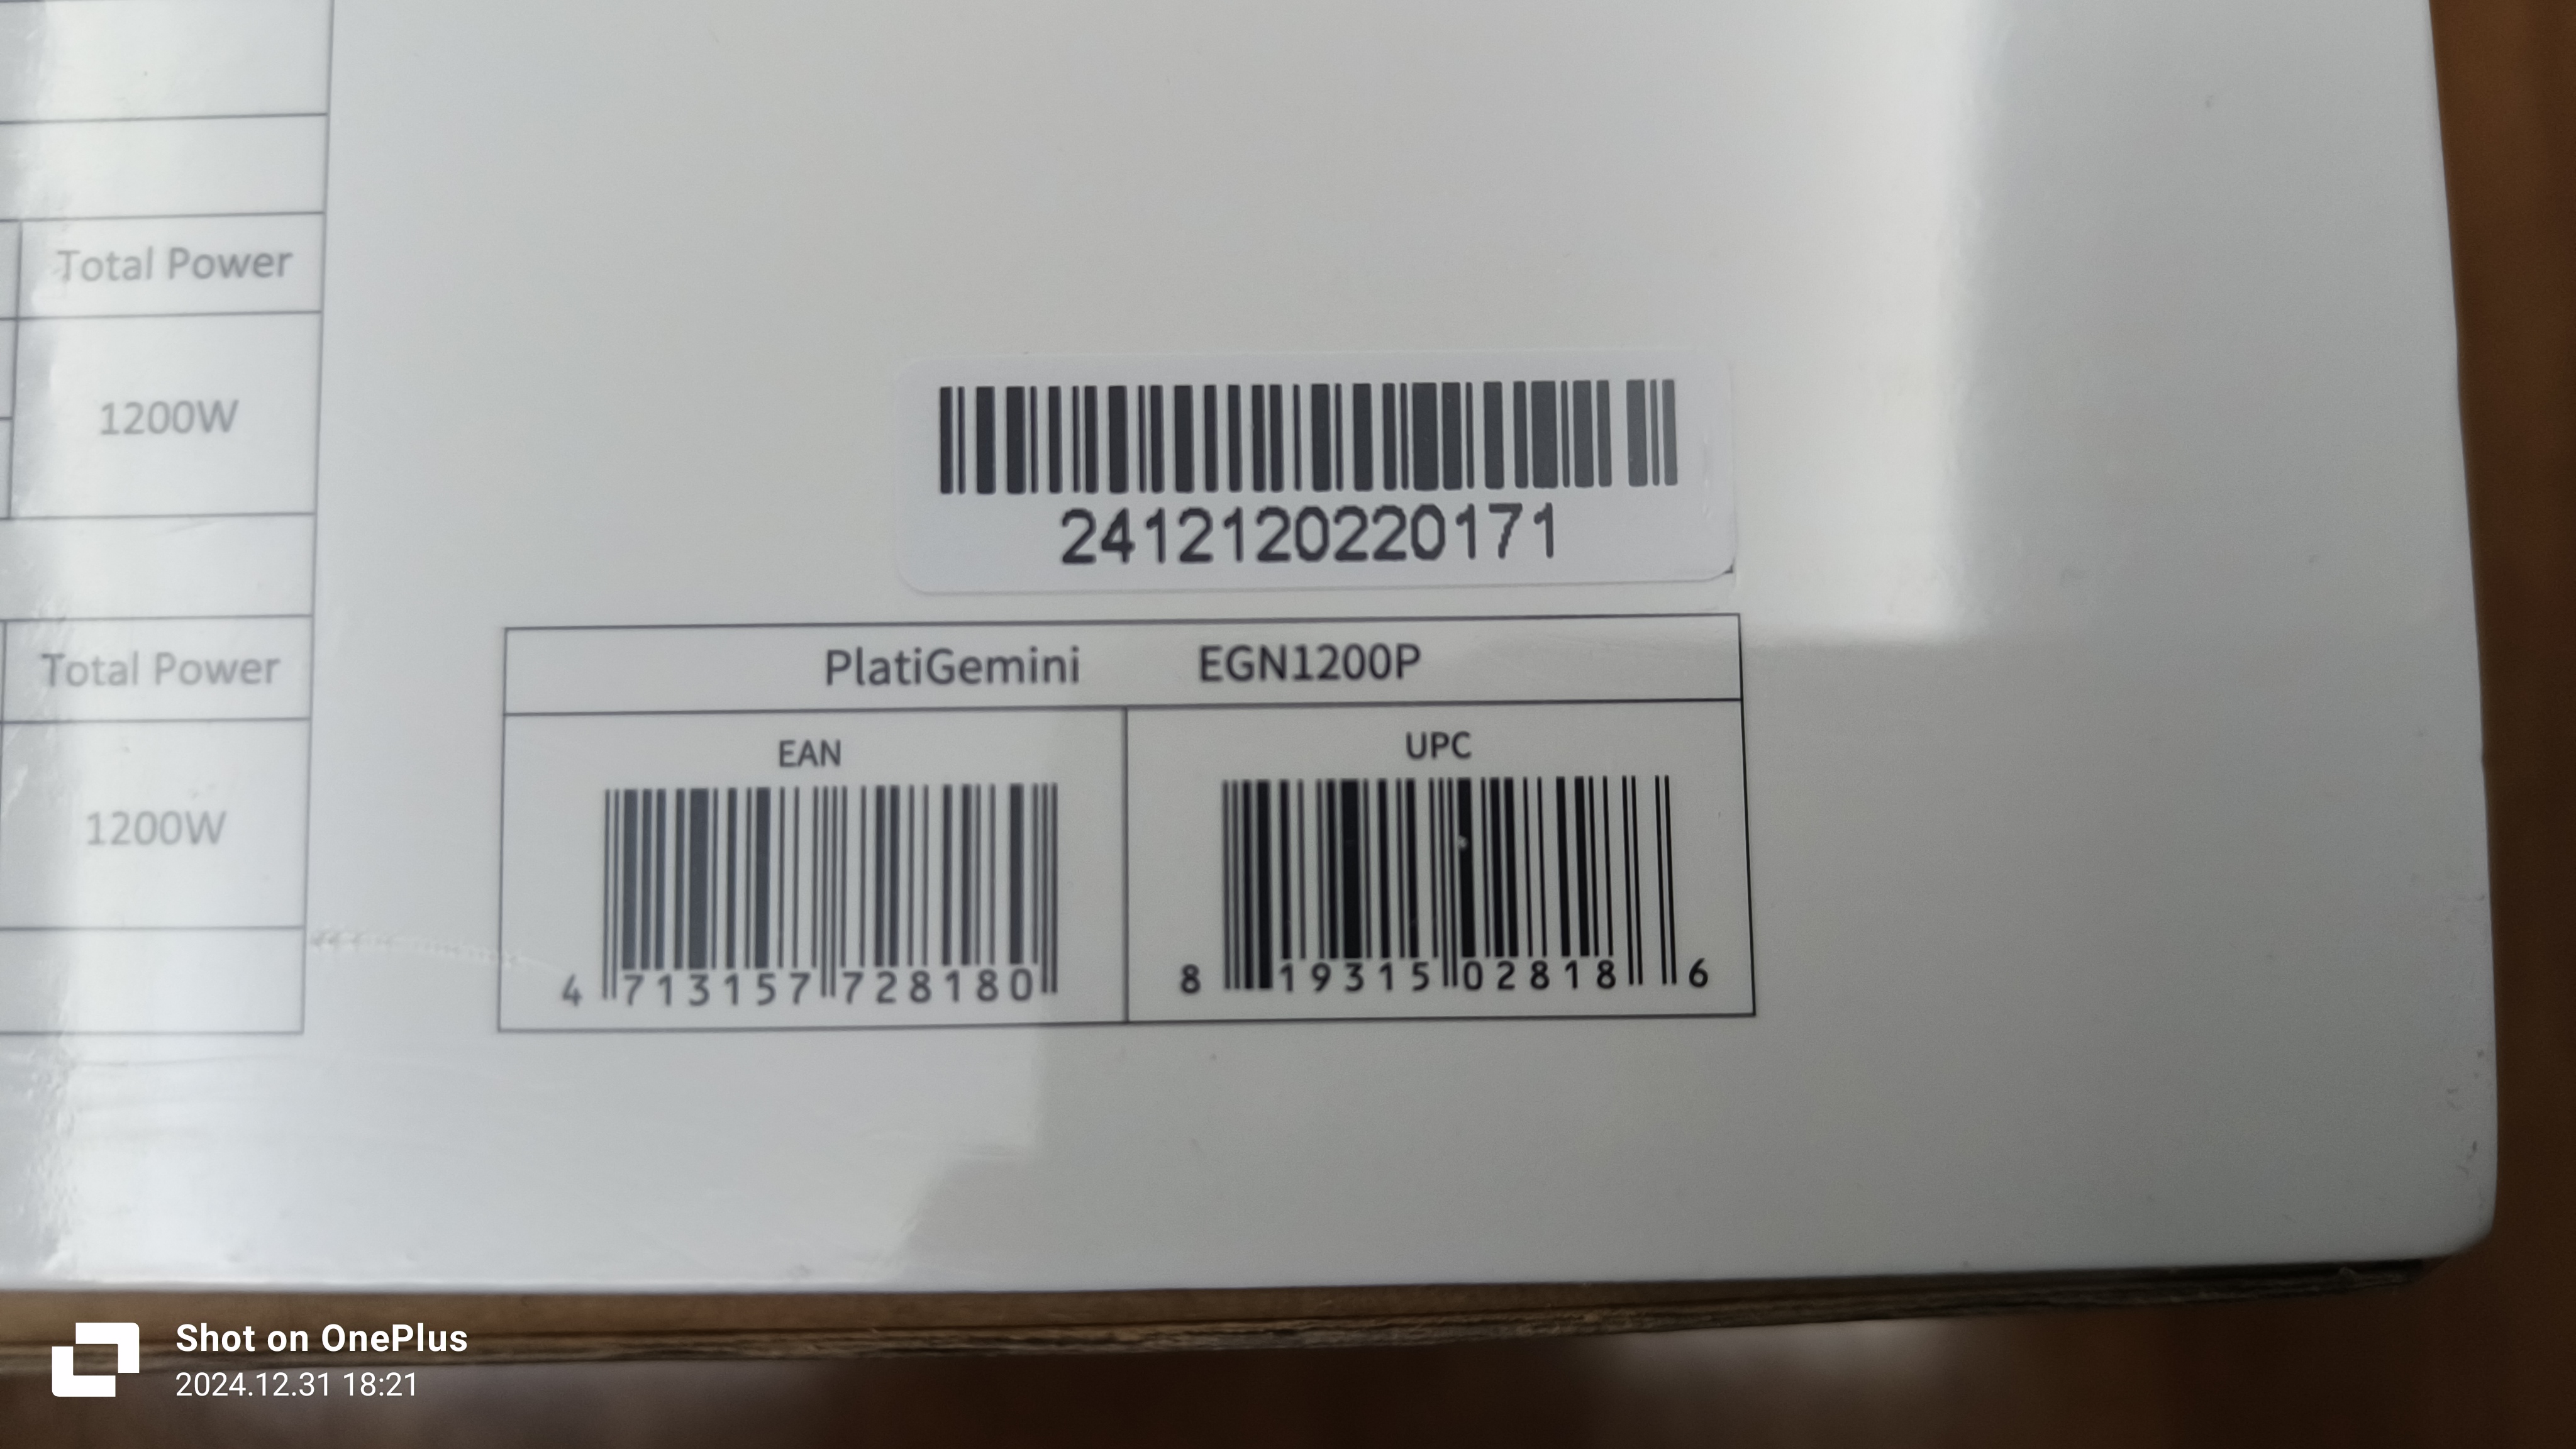 Total Power
1200W
Total Power
1200W
2412120220171
PlatiGemini EGN1200P
EAN
4 713157 728180
UPC
8 19315 02818 6
Shot on OnePlus
2024.12.31 18:21